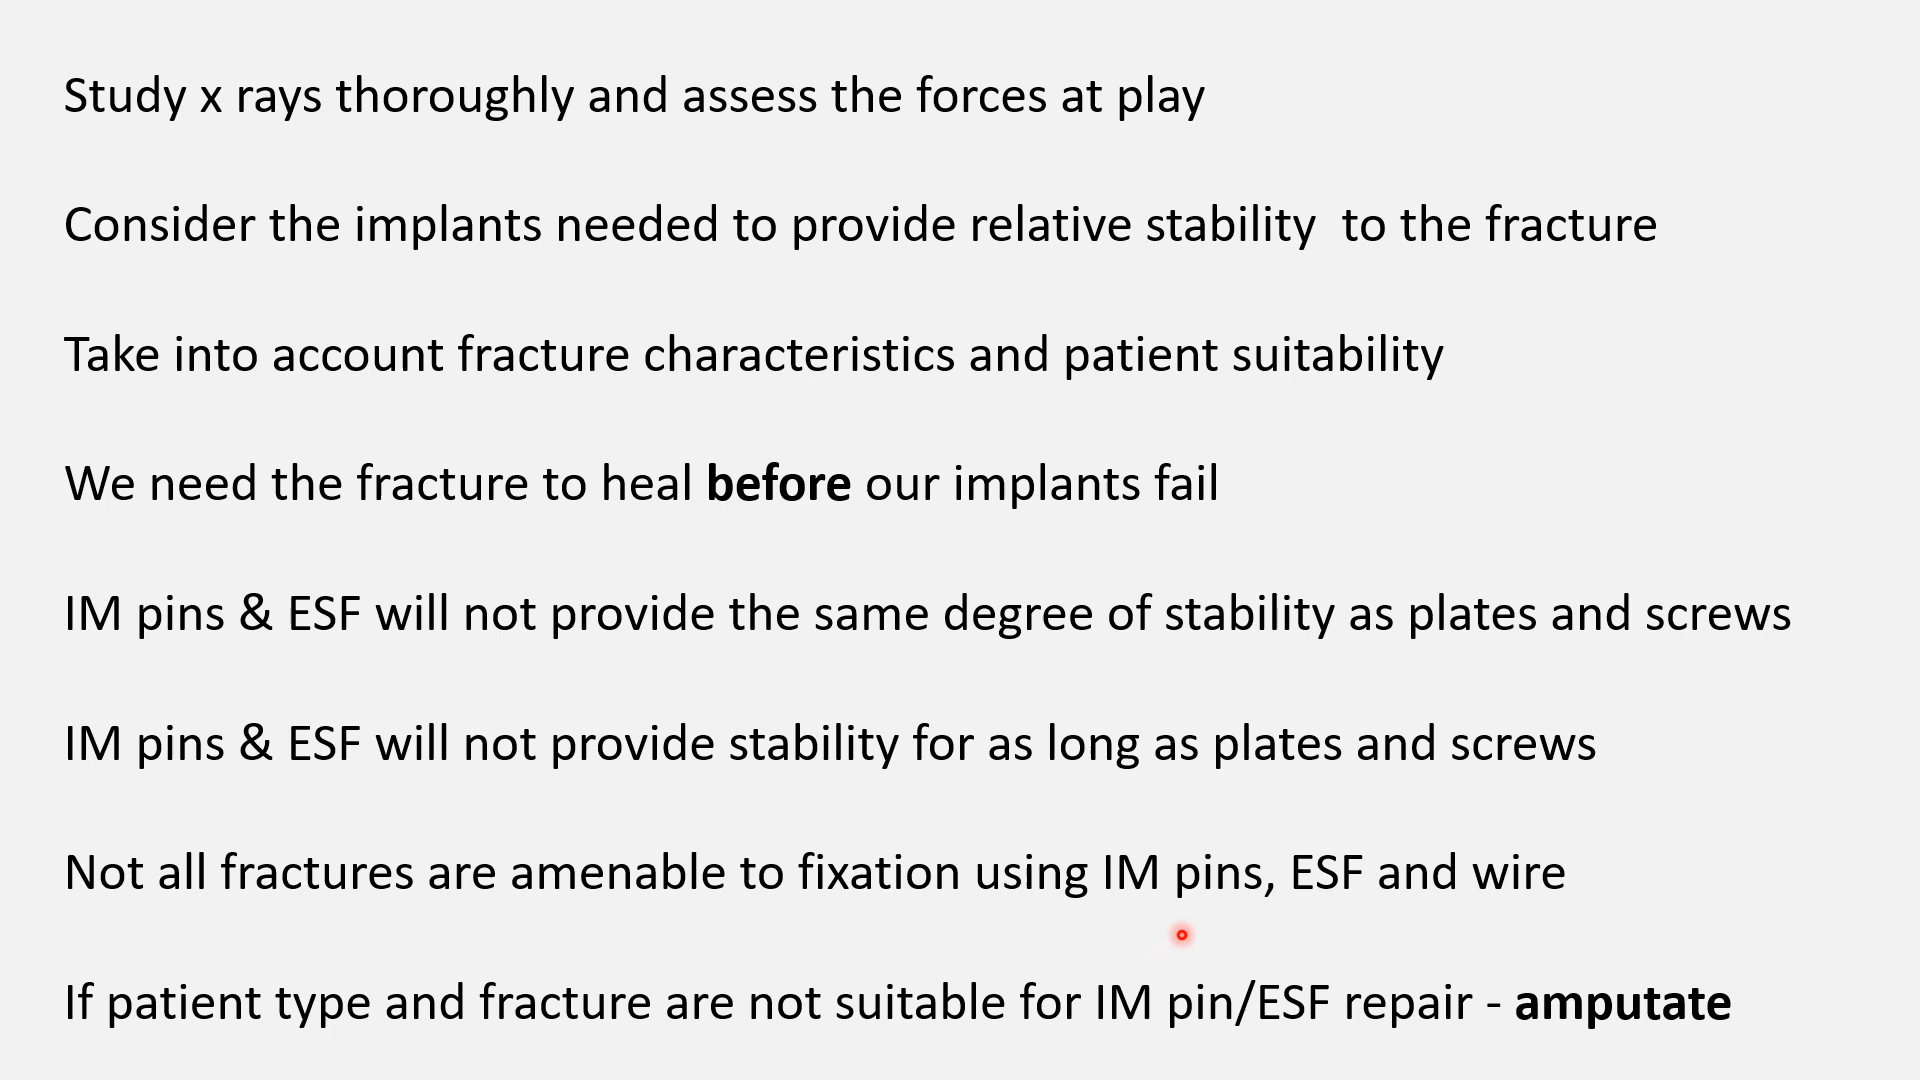 Study x rays thoroughly and assess the forces at play
Consider the implants needed to provide relative stability  to the fracture
Take into account fracture characteristics and patient suitability
We need the fracture to heal before our implants fail
IM pins & ESF will not provide the same degree of stability as plates and screws
IM pins & ESF will not provide stability for as long as plates and screws
Not all fractures are amenable to fixation using IM pins, ESF and wire
If patient type and fracture are not suitable for IM pin/ESF repair - amputate